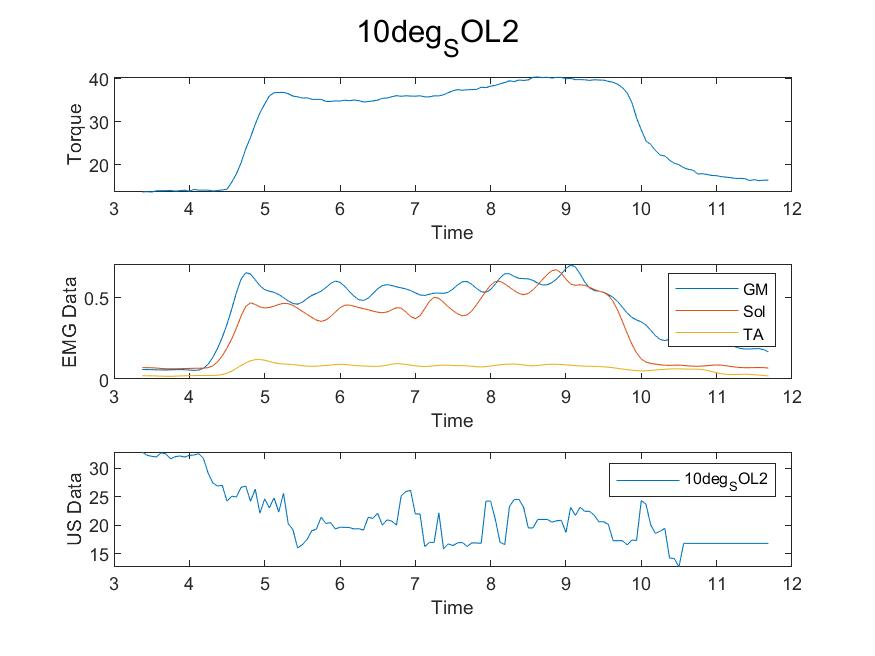 10deg_SOL2
40
30
20
Torque
3 4 5 6 7 8 9 10 11 12
Time
0.5
0
EMG Data
GM
Sol
TA
3 4 5 6 7 8 9 10 11 12
Time
30
25
20
15
US Data
10deg_SOL2
3 4 5 6 7 8 9 10 11 12
Time